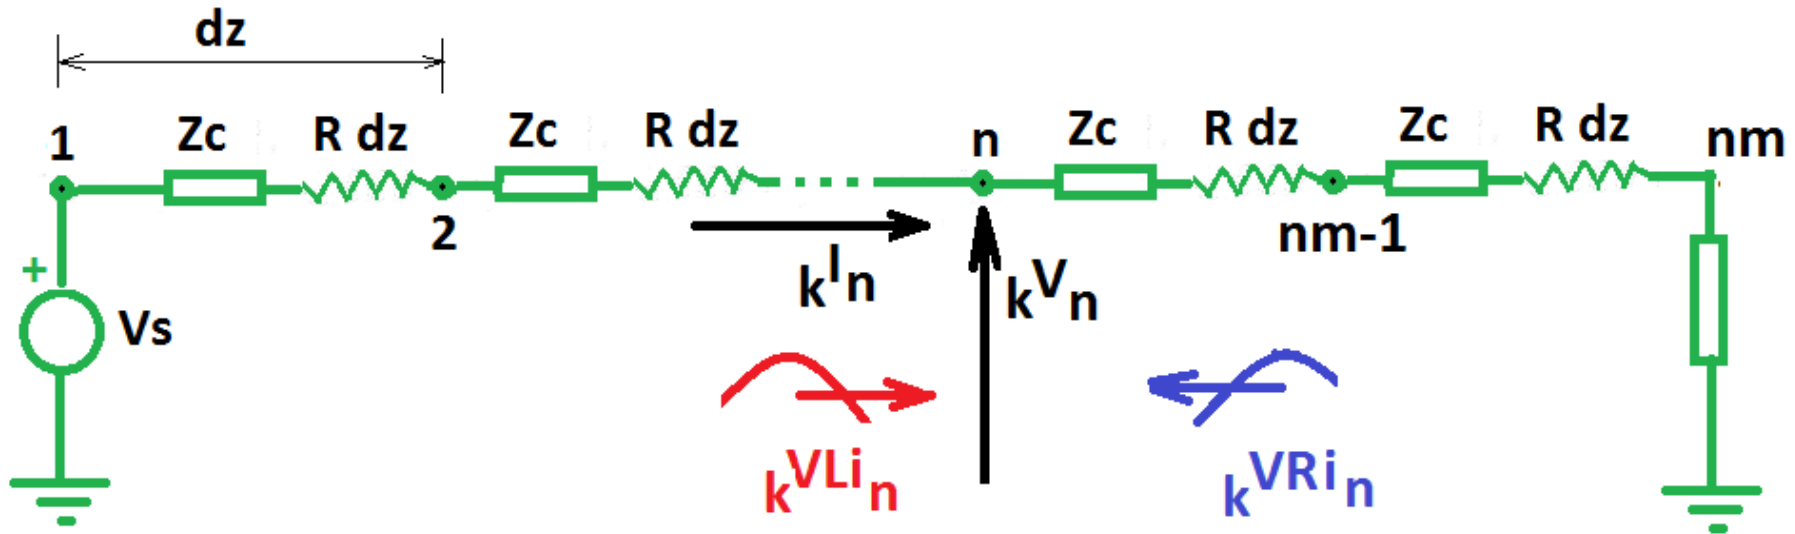 dz
1 Zc R dz Zc R dz n Zc R dz Zc R dz nm
2 nm-1
+ Vs kIn kVn
kVLin kVRin